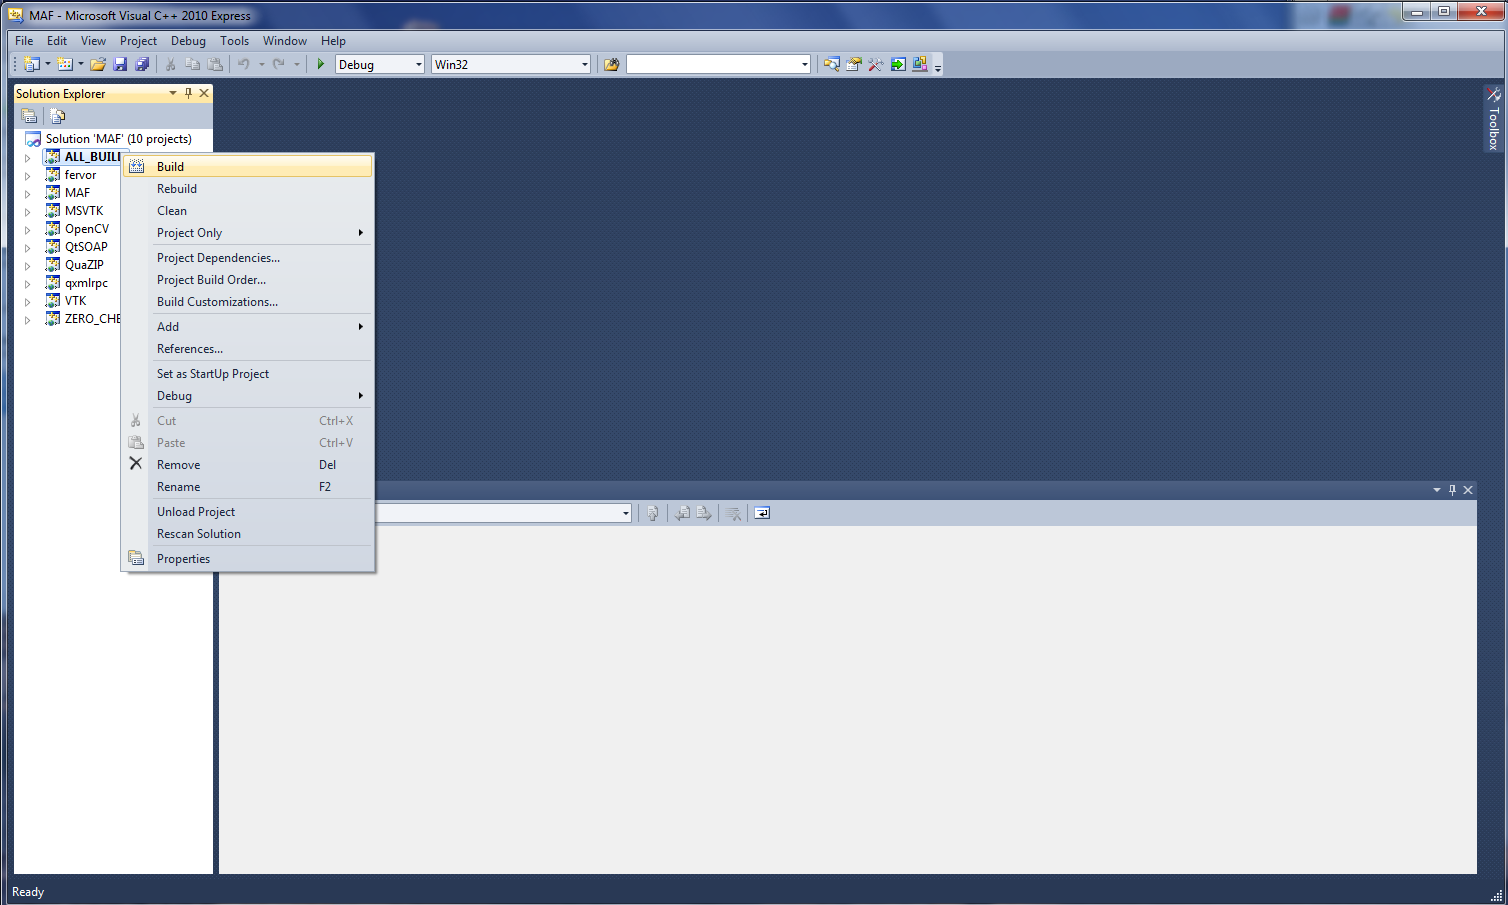 MAF - Microsoft Visual C++ 2010 Express
File Edit View Project Debug Tools Window Help
Debug Win32
Solution Explorer
Toolbox
Solution 'MAF' (10 projects)
ALL_BUIL
fervor
MAF
MSVTK
OpenCV
QtSOAP
QuaZIP
qxmlrpc
VTK
ZERO_CHE
Build
Rebuild
Clean
Project Only
Project Dependencies...
Project Build Order...
Build Customizations...
Add
References...
Set as StartUp Project
Debug
Cut Ctrl+X
Paste Ctrl+V
Remove Del
Rename F2
Unload Project
Rescan Solution
Properties
Ready